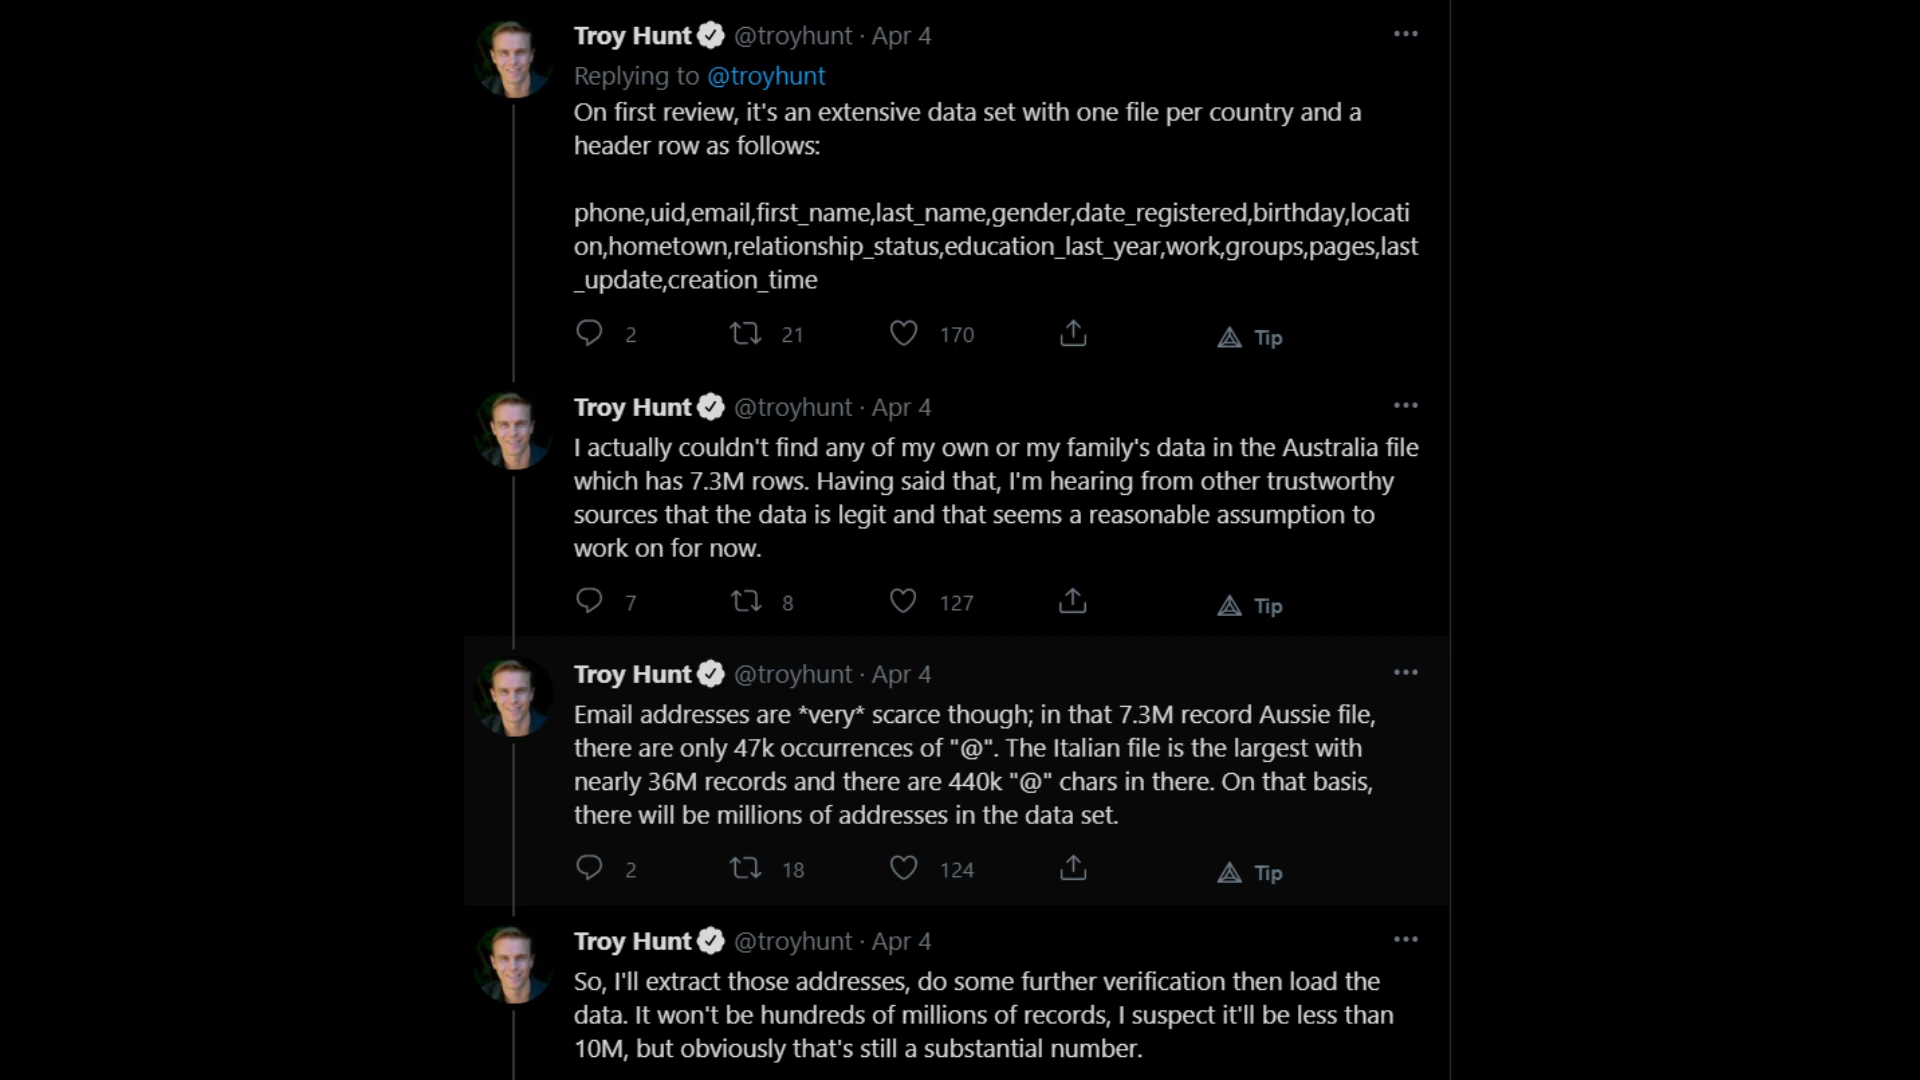 Troy Hunt @troyhunt · Apr 4
Replying to @troyhunt
On first review, it's an extensive data set with one file per country and a
header row as follows:
phone,uid,email,first_name,last_name,gender,date_registered,birthday,locati
on,hometown,relationship_status,education_last_year,work,groups,pages,last
_update,creation_time
2 21 170 Tip
Troy Hunt @troyhunt · Apr 4
I actually couldn't find any of my own or my family's data in the Australia file
which has 7.3M rows. Having said that, I'm hearing from other trustworthy
sources that the data is legit and that seems a reasonable assumption to
work on for now.
7 8 127 Tip
Troy Hunt @troyhunt · Apr 4
Email addresses are *very* scarce though; in that 7.3M record Aussie file,
there are only 47k occurrences of "@". The Italian file is the largest with
nearly 36M records and there are 440k "@" chars in there. On that basis,
there will be millions of addresses in the data set.
2 18 124 Tip
Troy Hunt @troyhunt · Apr 4
So, I'll extract those addresses, do some further verification then load the
data. It won't be hundreds of millions of records, I suspect it'll be less than
10M, but obviously that's still a substantial number.